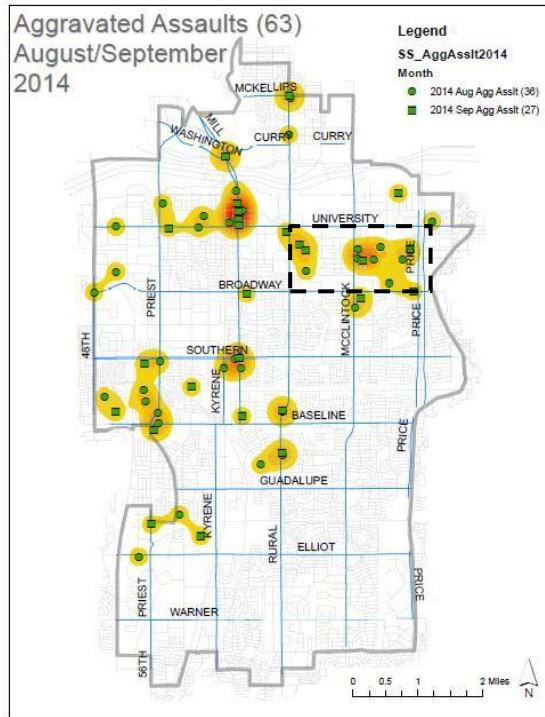 Aggravated Assaults (63)
August/September
2014
Legend
SS_AggAsslt2014
Month
2014 Aug Agg Asslt (36)
2014 Sep Agg Asslt (27)
MCKELLIPS
MILL
WASHINGTON
CURRY
CURRY
UNIVERSITY
PRICE
BROADWAY
PRIEST
MCCLINTOCK
PRICE
48TH
SOUTHERN
KYRENE
BASELINE
PRICE
GUADALUPE
KYRENE
RURAL
ELLIOT
PRIEST
PRICE
WARNER
56TH
N
0 0.5 1 2 Miles